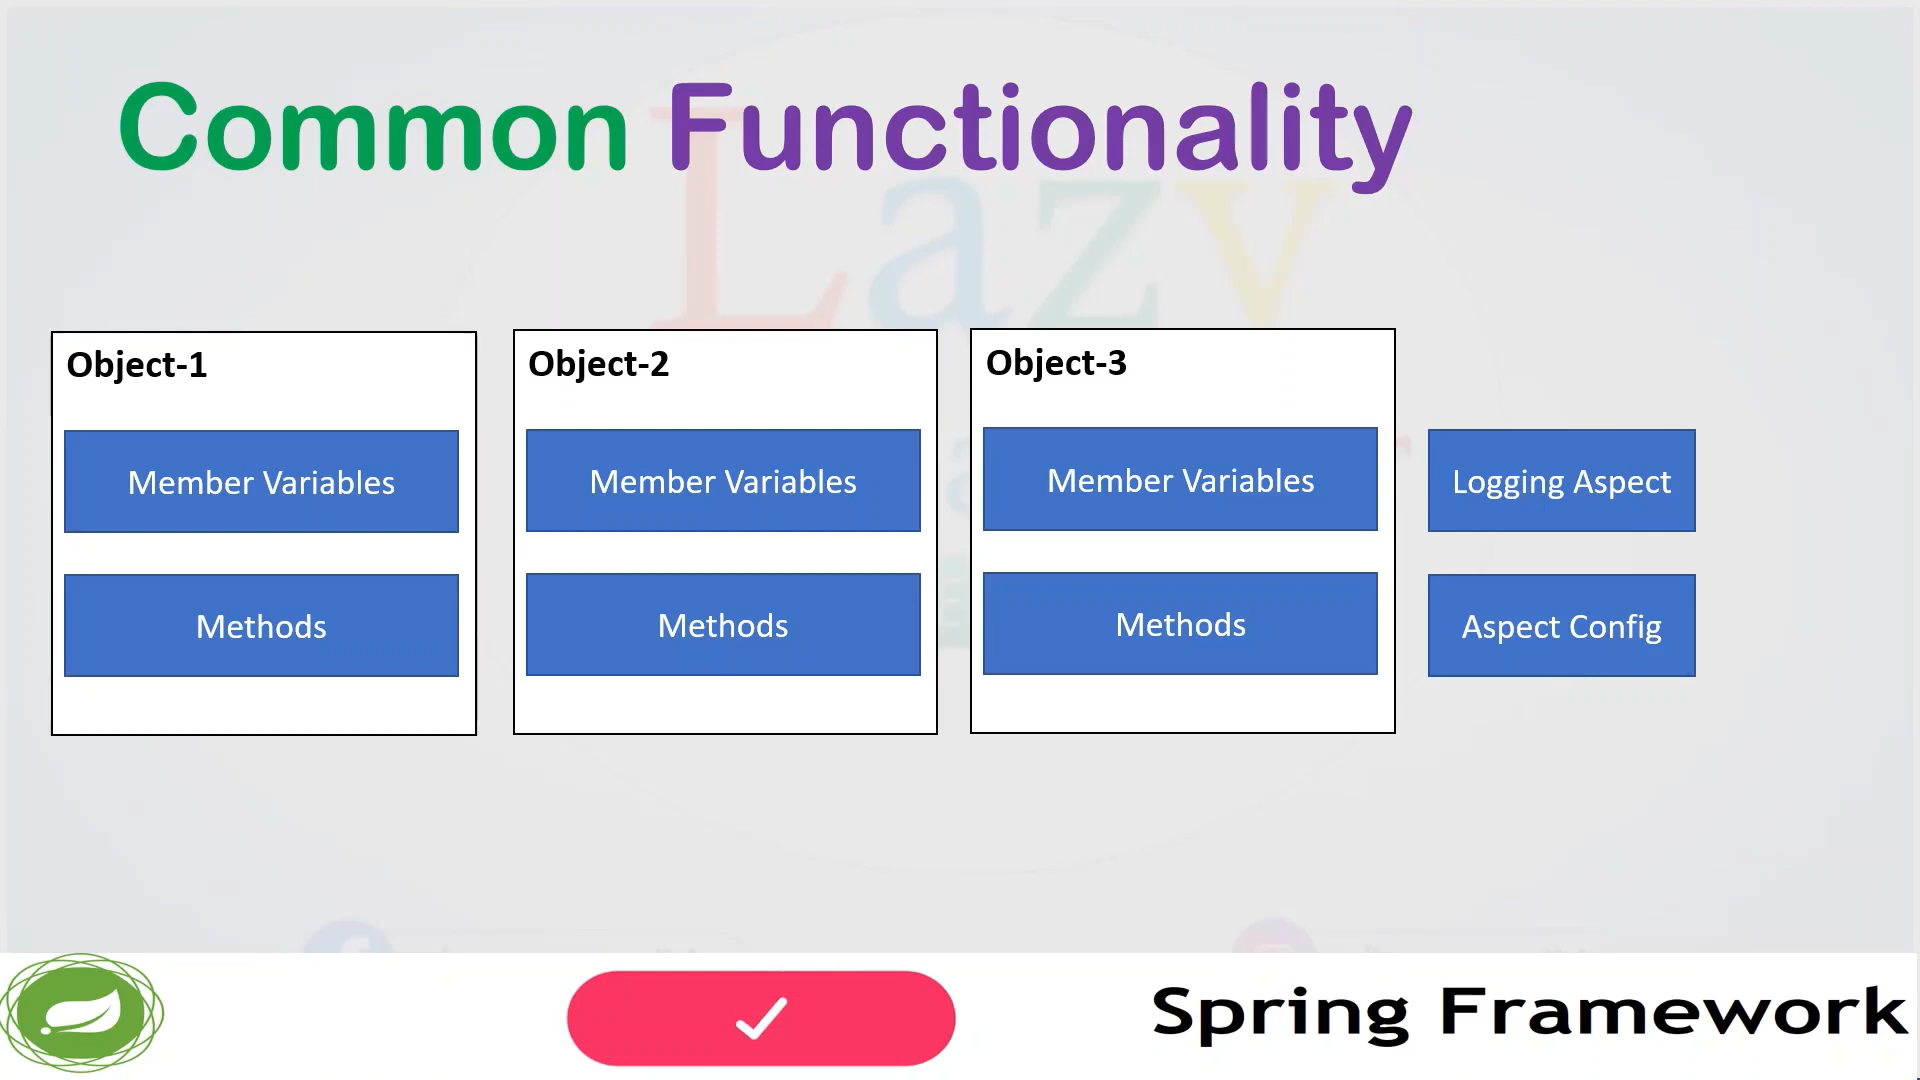 Common Functionality
Lazy
Object-1
Member Variables
Methods
Object-2
Member Variables
Methods
Object-3
Member Variables
Methods
Logging Aspect
Aspect Config
Spring Framework